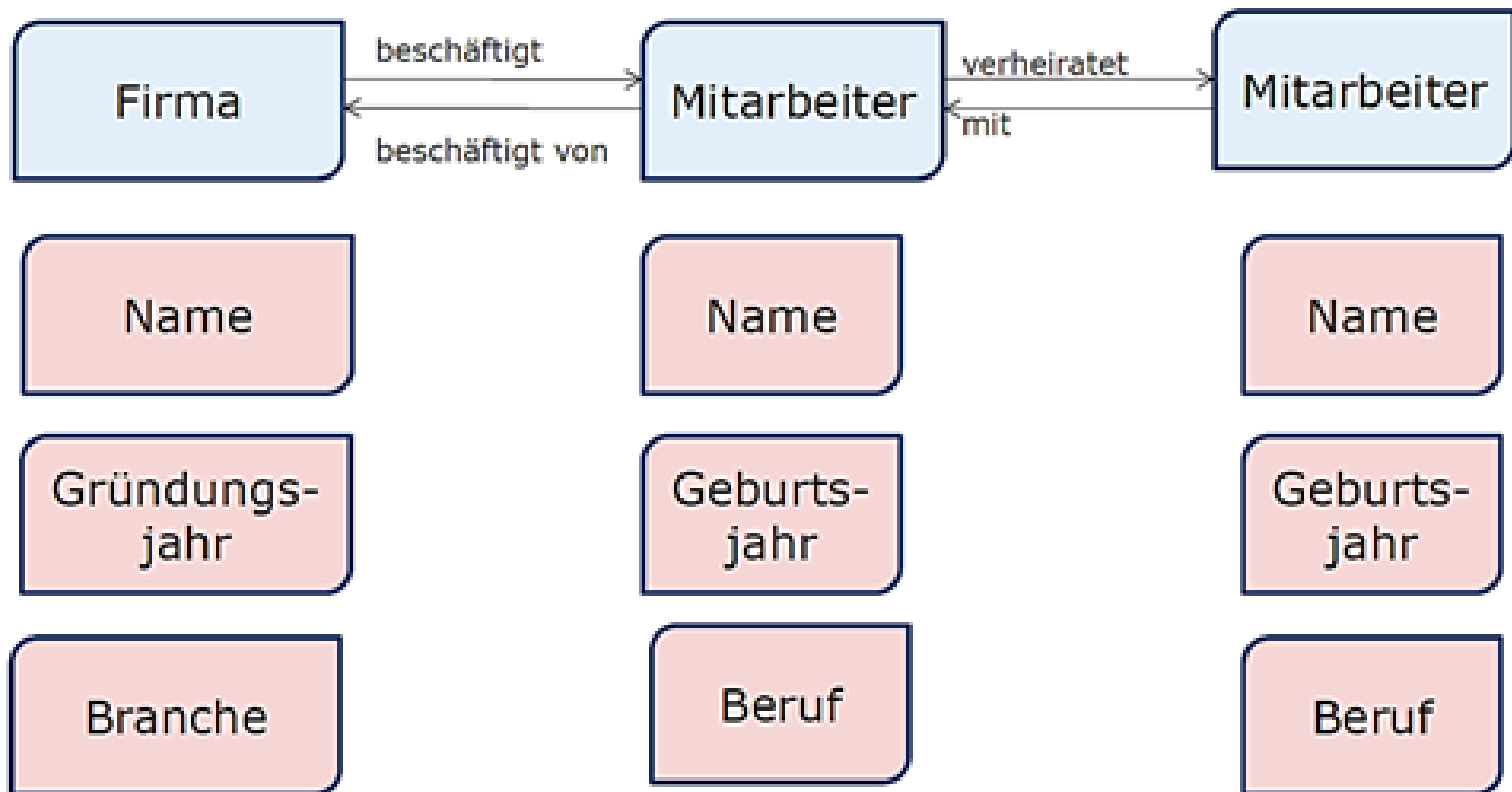 Firma
beschäftigt
beschäftigt von
Mitarbeiter
verheiratet
mit
Mitarbeiter
Name
Name
Name
Gründungs-
jahr
Geburts-
jahr
Geburts-
jahr
Branche
Beruf
Beruf